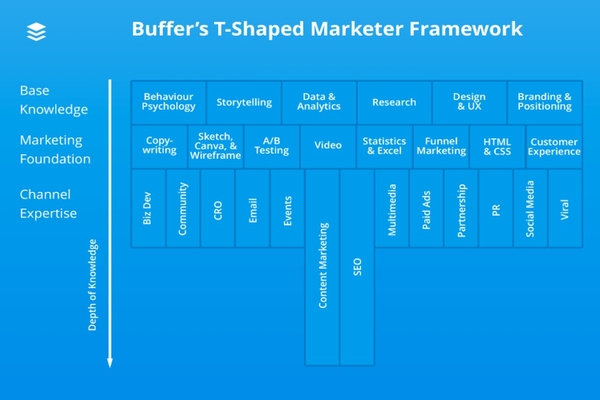 Buffer's T-Shaped Marketer Framework
Base
Knowledge
Behaviour
Psychology
Storytelling
Data &
Analytics
Research
Design
& UX
Branding &
Positioning
Marketing
Foundation
Copy-
writing
Sketch,
Canva, &
Wireframe
A/B
Testing
Video
Statistics
& Excel
Funnel
Marketing
HTML
& CSS
Customer
Experience
Channel
Expertise
Biz Dev
Community
CRO
Email
Events
Content Marketing
SEO
Multimedia
Paid Ads
Partnership
PR
Social Media
Viral
Depth of Knowledge